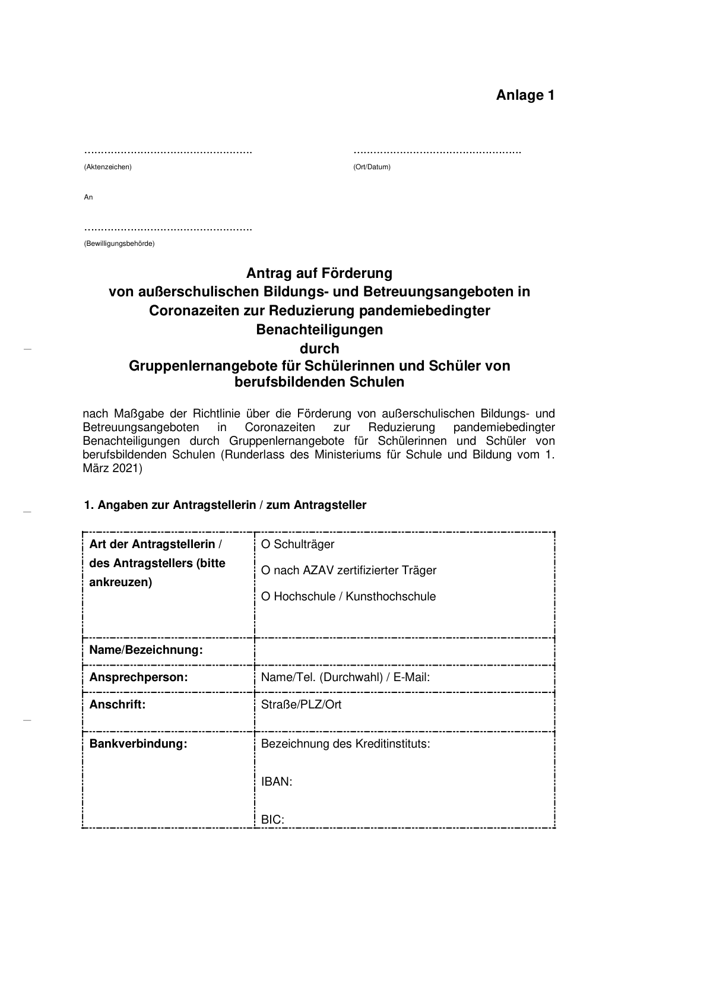 Anlage 1
.................................................. ..................................................
(Aktenzeichen) (Ort/Datum)
An
..................................................
(Bewilligungsbehörde)
Antrag auf Förderung
von außerschulischen Bildungs- und Betreuungsangeboten in
Coronazeiten zur Reduzierung pandemiebedingter
Benachteiligungen
durch
Gruppenlernangebote für Schülerinnen und Schüler von
berufsbildenden Schulen
nach Maßgabe der Richtlinie über die Förderung von außerschulischen Bildungs- und
Betreuungsangeboten in Coronazeiten zur Reduzierung pandemiebedingter
Benachteiligungen durch Gruppenlernangebote für Schülerinnen und Schüler von
berufsbildenden Schulen (Runderlass des Ministeriums für Schule und Bildung vom 1.
März 2021)
1. Angaben zur Antragstellerin / zum Antragsteller
Art der Antragstellerin /
des Antragstellers (bitte
ankreuzen)
O Schulträger
O nach AZAV zertifizierter Träger
O Hochschule / Kunsthochschule
Name/Bezeichnung:
Ansprechperson: Name/Tel. (Durchwahl) / E-Mail:
Anschrift: Straße/PLZ/Ort
Bankverbindung: Bezeichnung des Kreditinstituts:
IBAN:
BIC: